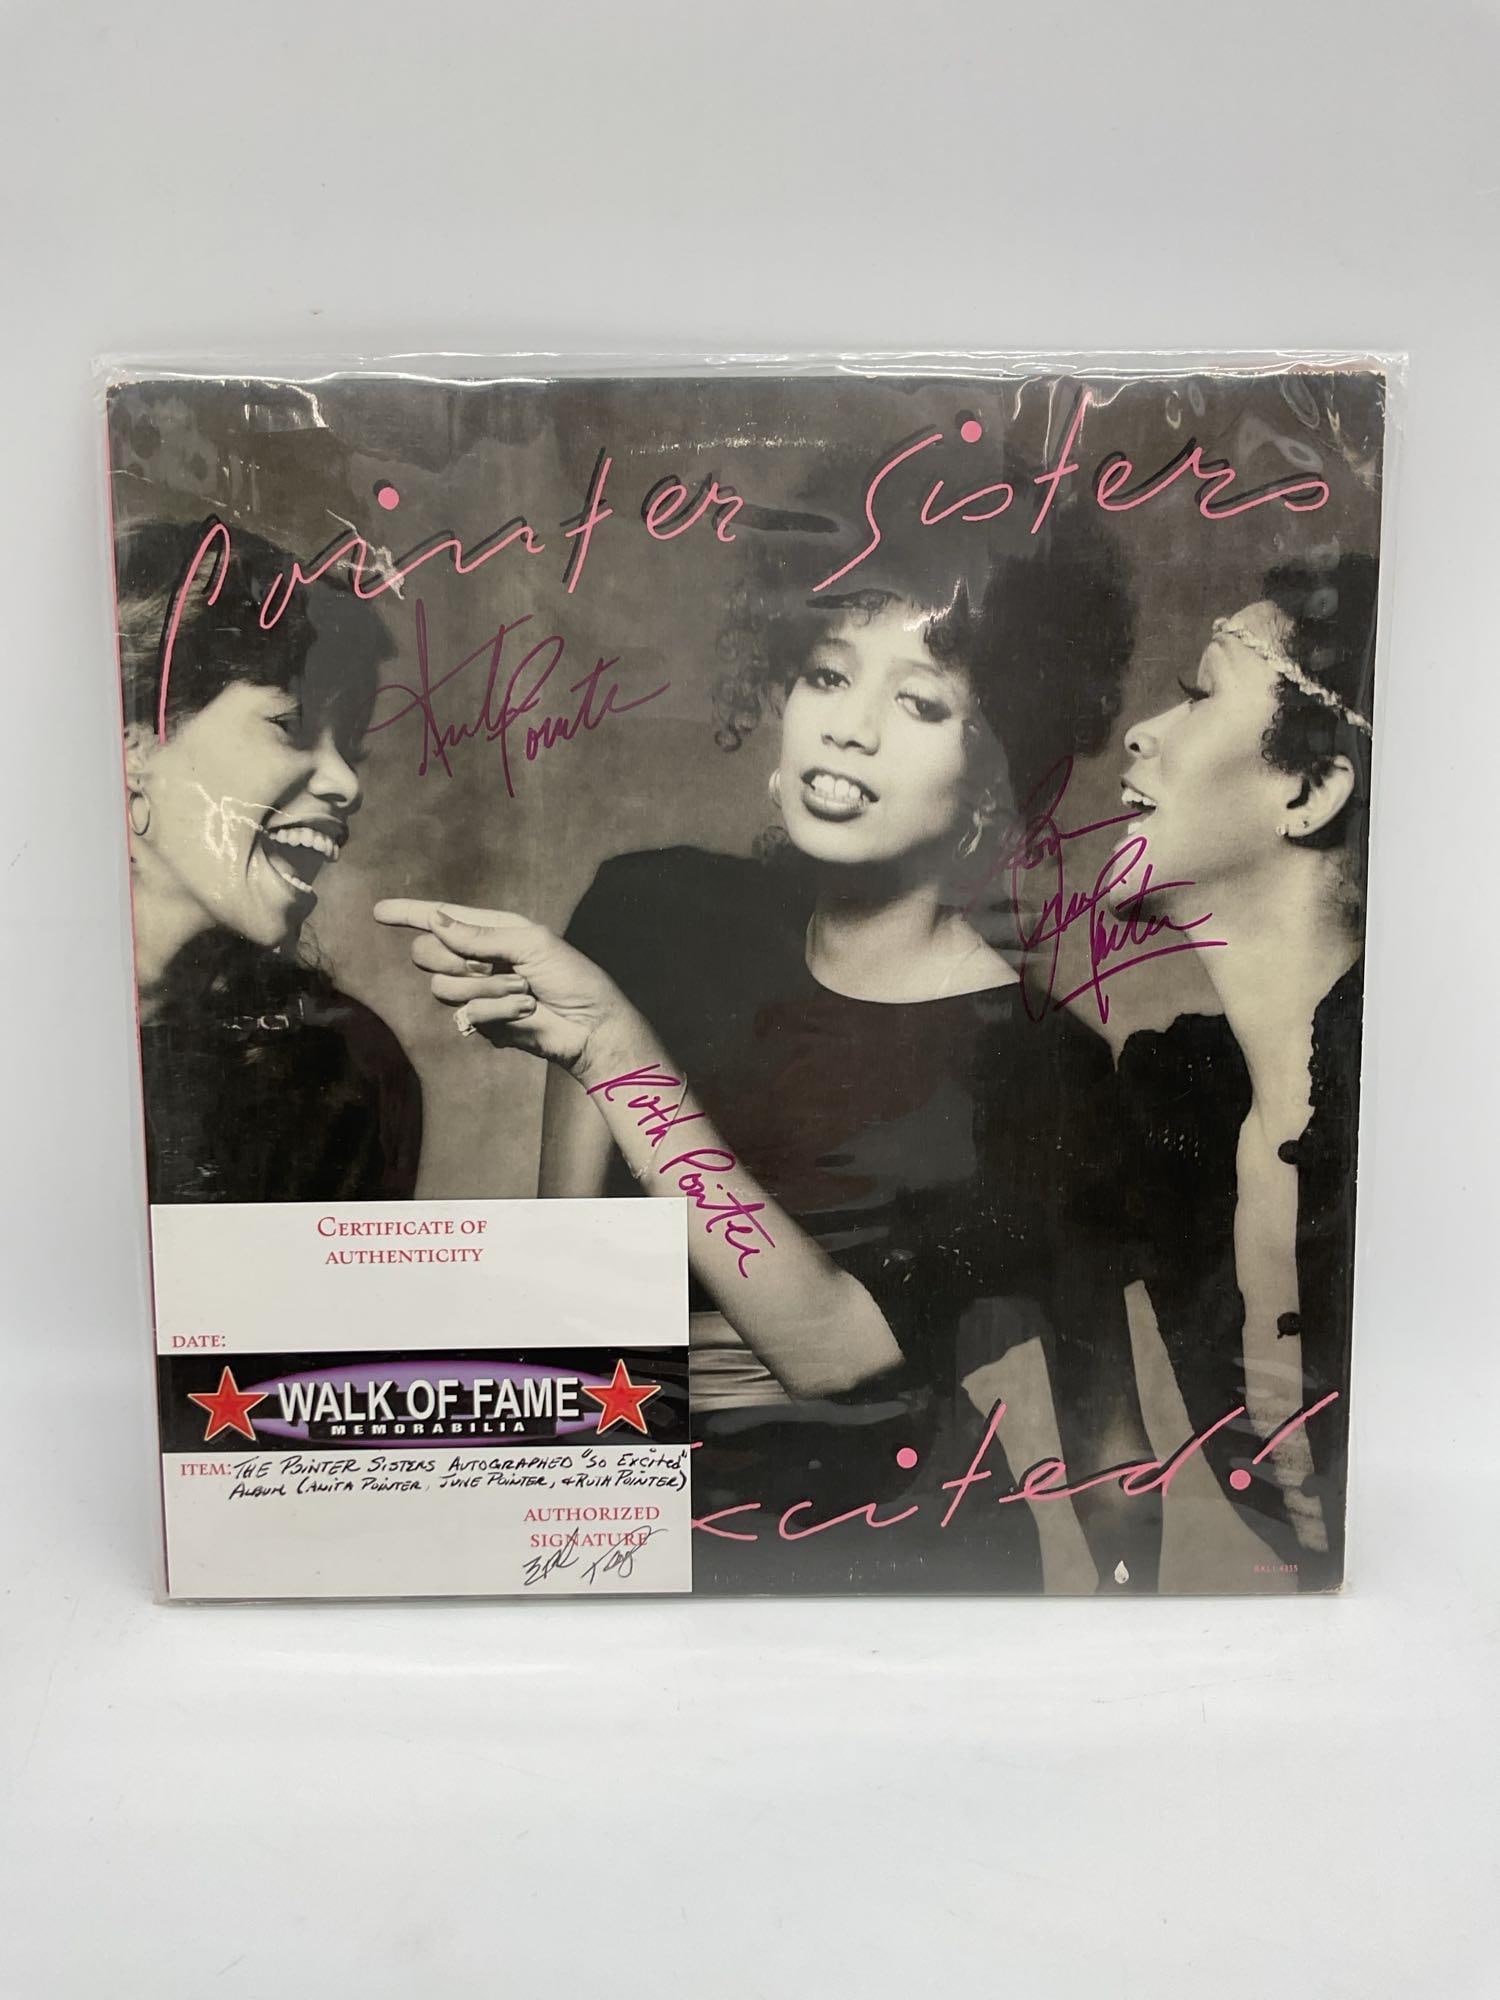 Pointer Sisters
Anita Pointer
Love
June Pointer
Ruth Pointer
CERTIFICATE OF
AUTHENTICITY
DATE:
WALK OF FAME
MEMORABILIA
ITEM: THE POINTER SISTERS AUTOGRAPHED "SO EXCITED"
ALBUM (ANITA POINTER, JUNE POINTER, & RUTH POINTER)
AUTHORIZED
SIGNATURE
xcited!